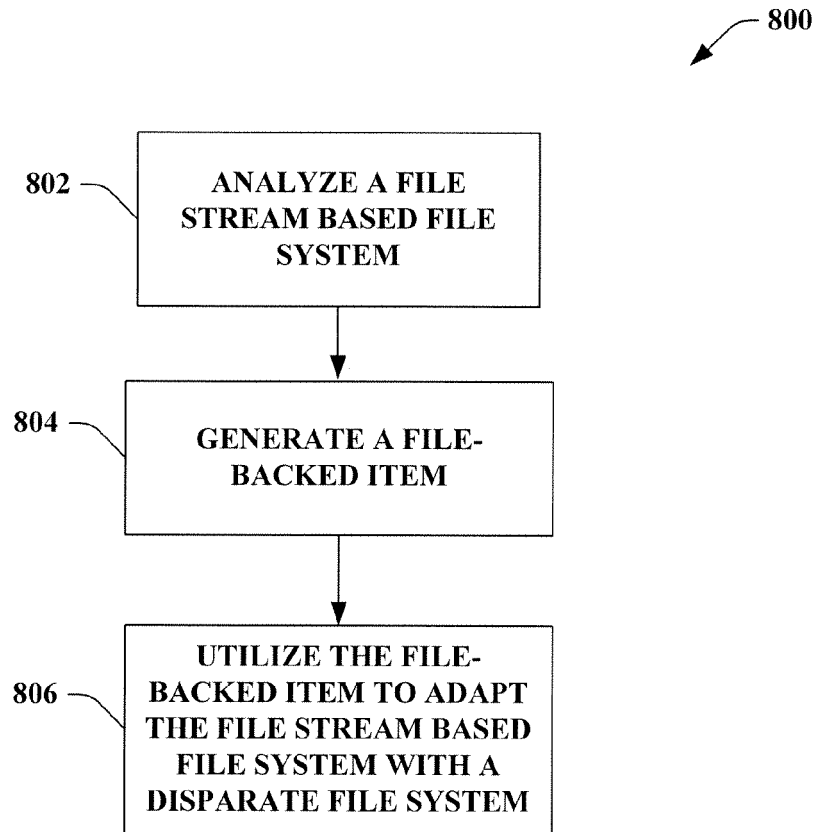 800
802
ANALYZE A FILE
STREAM BASED FILE
SYSTEM
804
GENERATE A FILE-
BACKED ITEM
806
UTILIZE THE FILE-
BACKED ITEM TO ADAPT
THE FILE STREAM BASED
FILE SYSTEM WITH A
DISPARATE FILE SYSTEM